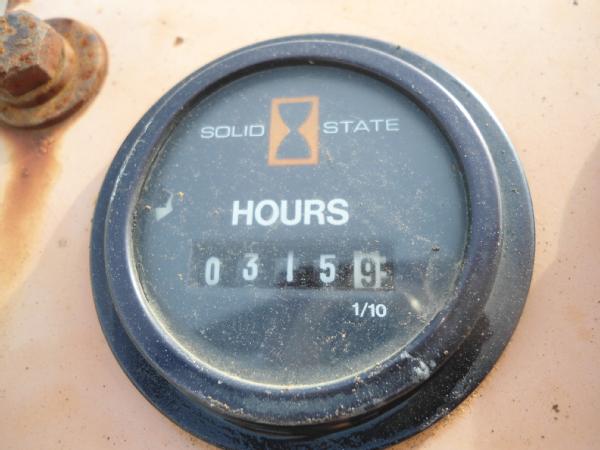 SOLID STATE
HOURS
0 3 1 5 9
1/10